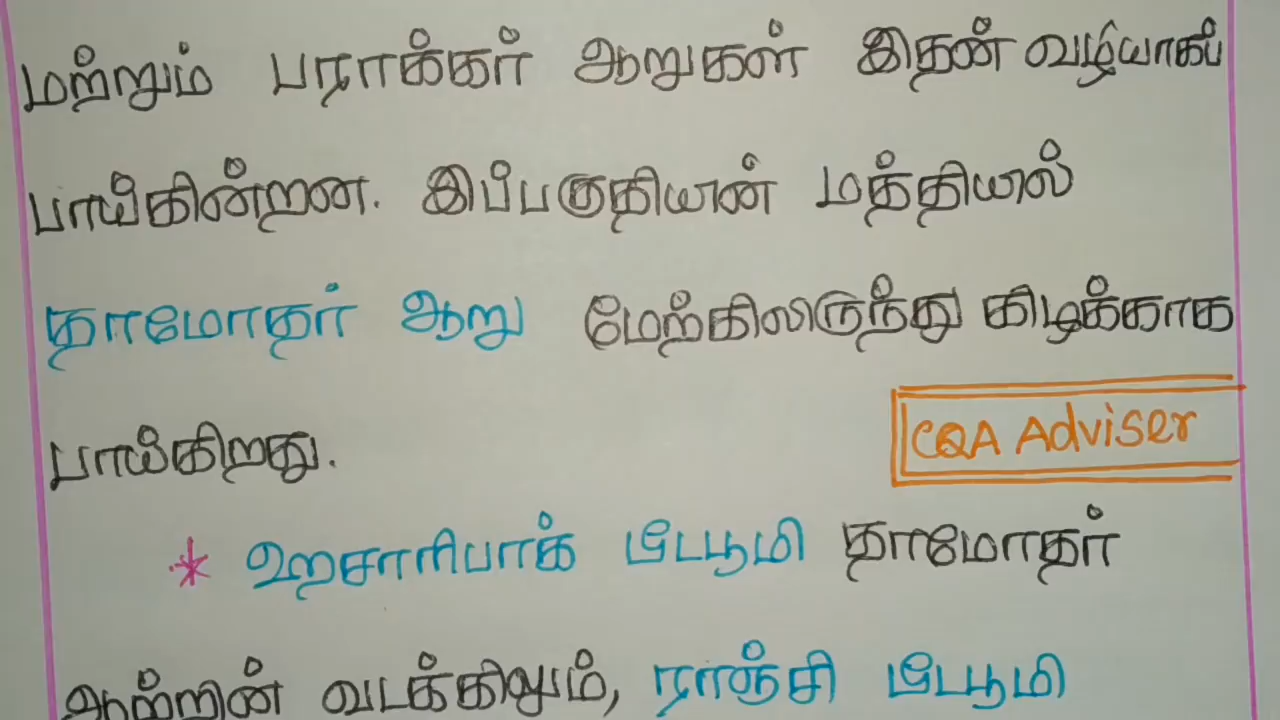 மற்றும் பராக்கர் ஆறுகள் இதன் வழியாகப்
பாய்கின்றன. இப்பகுதியின் மத்தியில்
தாமோதர் ஆறு மேற்கிலிருந்து கிழக்காக
பாய்கிறது.
CQA Adviser
* ஹசாரிபாக் பீடபூமி தாமோதர்
ஆற்றின் வடக்கிலும், ராஞ்சி பீடபூமி